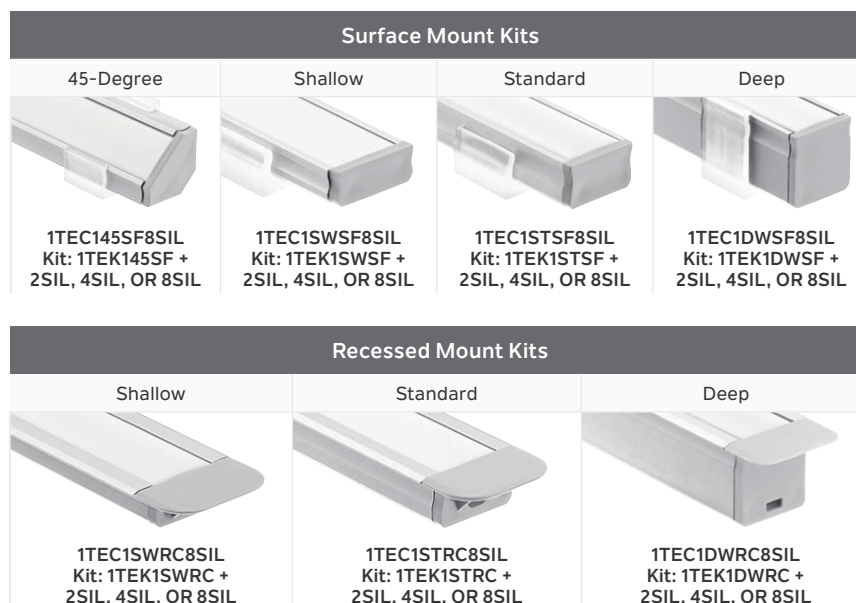 Surface Mount Kits
45-Degree
Shallow
Standard
Deep
1TEC145SF8SIL
Kit: 1TEK145SF +
2SIL, 4SIL, OR 8SIL
1TEC1SWSF8SIL
Kit: 1TEK1SWSF +
2SIL, 4SIL, OR 8SIL
1TEC1STSF8SIL
Kit: 1TEK1STSF +
2SIL, 4SIL, OR 8SIL
1TEC1DWSF8SIL
Kit: 1TEK1DWSF +
2SIL, 4SIL, OR 8SIL
Recessed Mount Kits
Shallow
Standard
Deep
1TEC1SWRC8SIL
Kit: 1TEK1SWRC +
2SIL, 4SIL, OR 8SIL
1TEC1STRC8SIL
Kit: 1TEK1STRC +
2SIL, 4SIL, OR 8SIL
1TEC1DWRC8SIL
Kit: 1TEK1DWRC +
2SIL, 4SIL, OR 8SIL